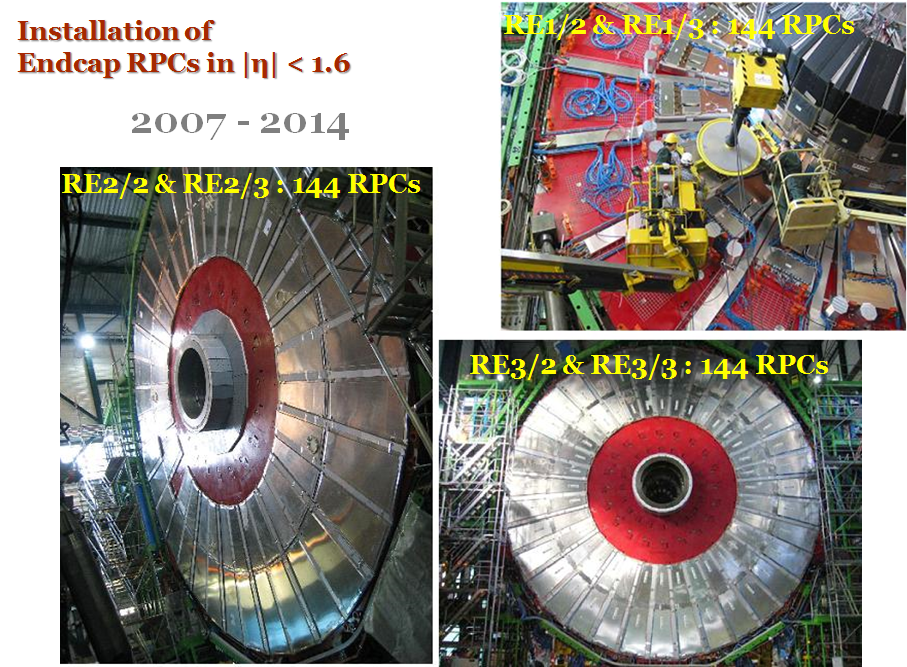 Installation of
Endcap RPCs in |η| < 1.6
2007 - 2014
RE1/2 & RE1/3 : 144 RPCs
RE2/2 & RE2/3 : 144 RPCs
RE3/2 & RE3/3 : 144 RPCs